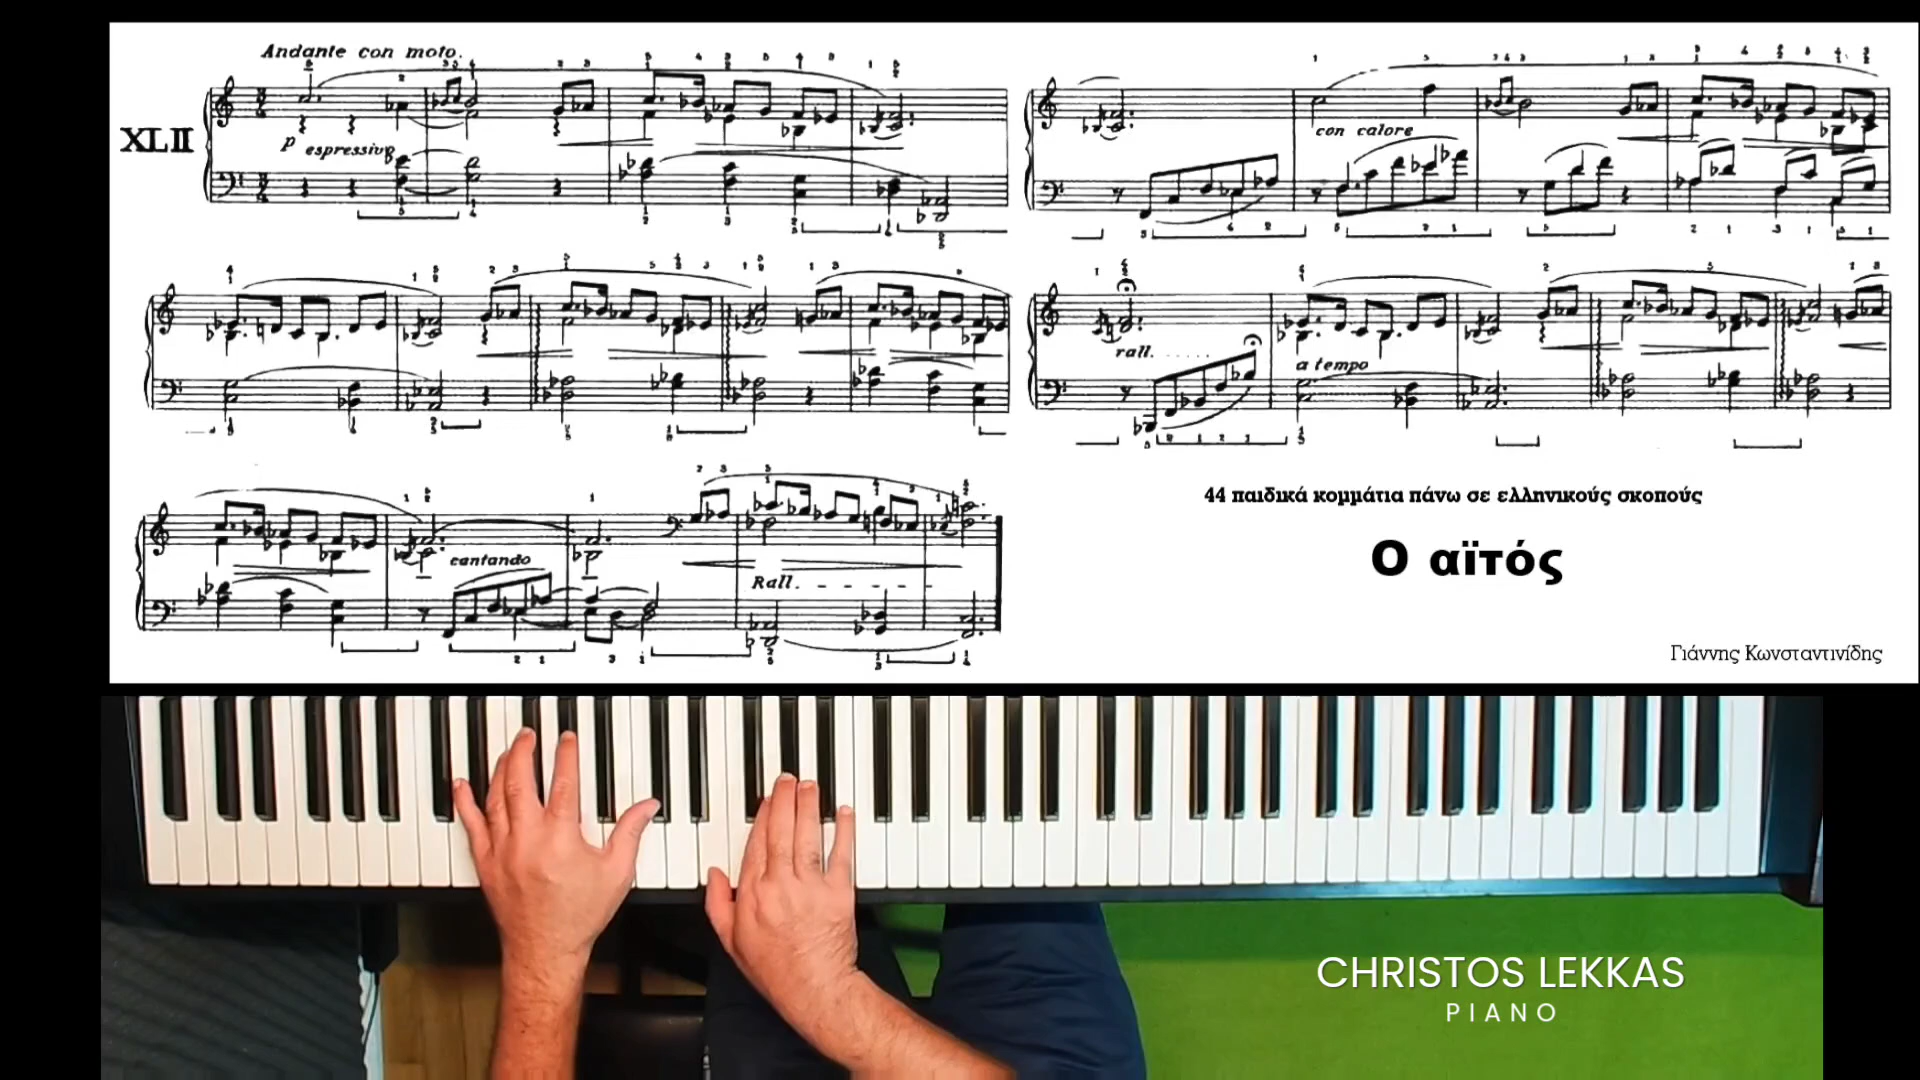 Andante con moto.
XLII
p espressivo
con calore
rall. . . . . . .
a tempo
cantando
Rall. - - - - -
44 παιδικά κομμάτια πάνω σε ελληνικούς σκοπούς
Ο αϊτός
Γιάννης Κωνσταντινίδης
CHRISTOS LEKKAS
PIANO